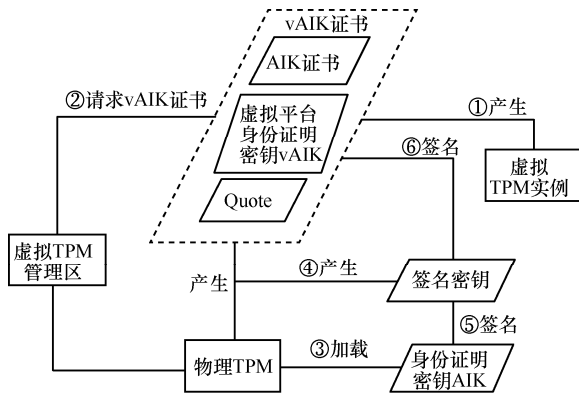 vAIK证书
AIK证书
②请求vAIK证书
虚拟平台
身份证明
密钥vAIK
①产生
⑥签名
虚拟
TPM实例
Quote
虚拟TPM
管理区
产生
④产生
签名密钥
⑤签名
物理TPM
③加载
身份证明
密钥AIK